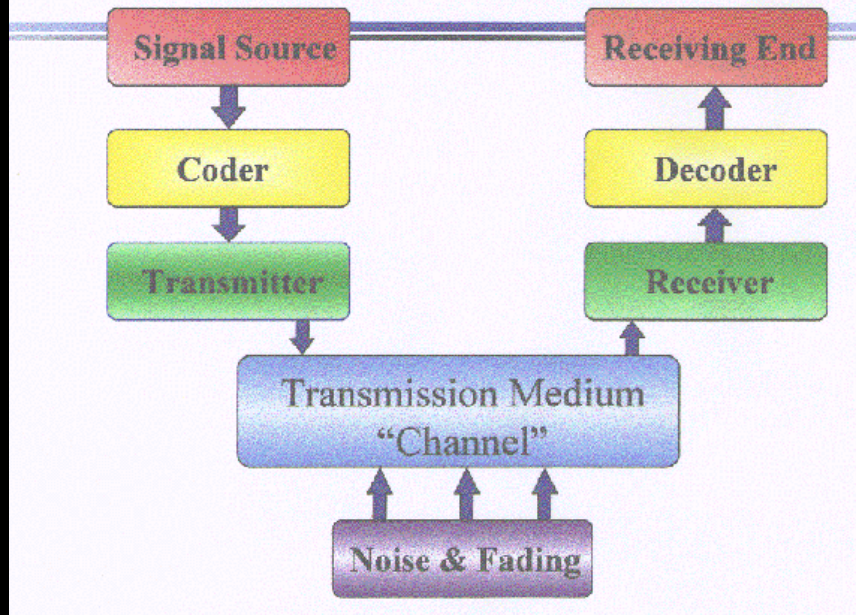 Signal Source
Receiving End
Coder
Decoder
Transmitter
Receiver
Transmission Medium
“Channel”
Noise & Fading